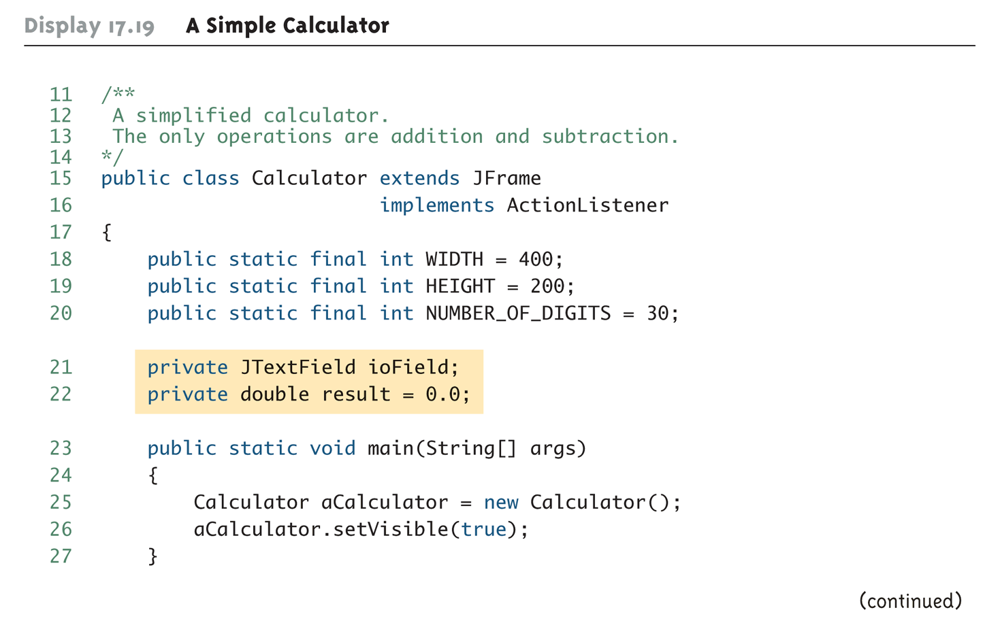 Display 17.19 A Simple Calculator
11 /**
12 A simplified calculator.
13 The only operations are addition and subtraction.
14 */
15 public class Calculator extends JFrame
16 implements ActionListener
17 {
18 public static final int WIDTH = 400;
19 public static final int HEIGHT = 200;
20 public static final int NUMBER_OF_DIGITS = 30;
21 private JTextField ioField;
22 private double result = 0.0;
23 public static void main(String[] args)
24 {
25 Calculator aCalculator = new Calculator();
26 aCalculator.setVisible(true);
27 }
(continued)